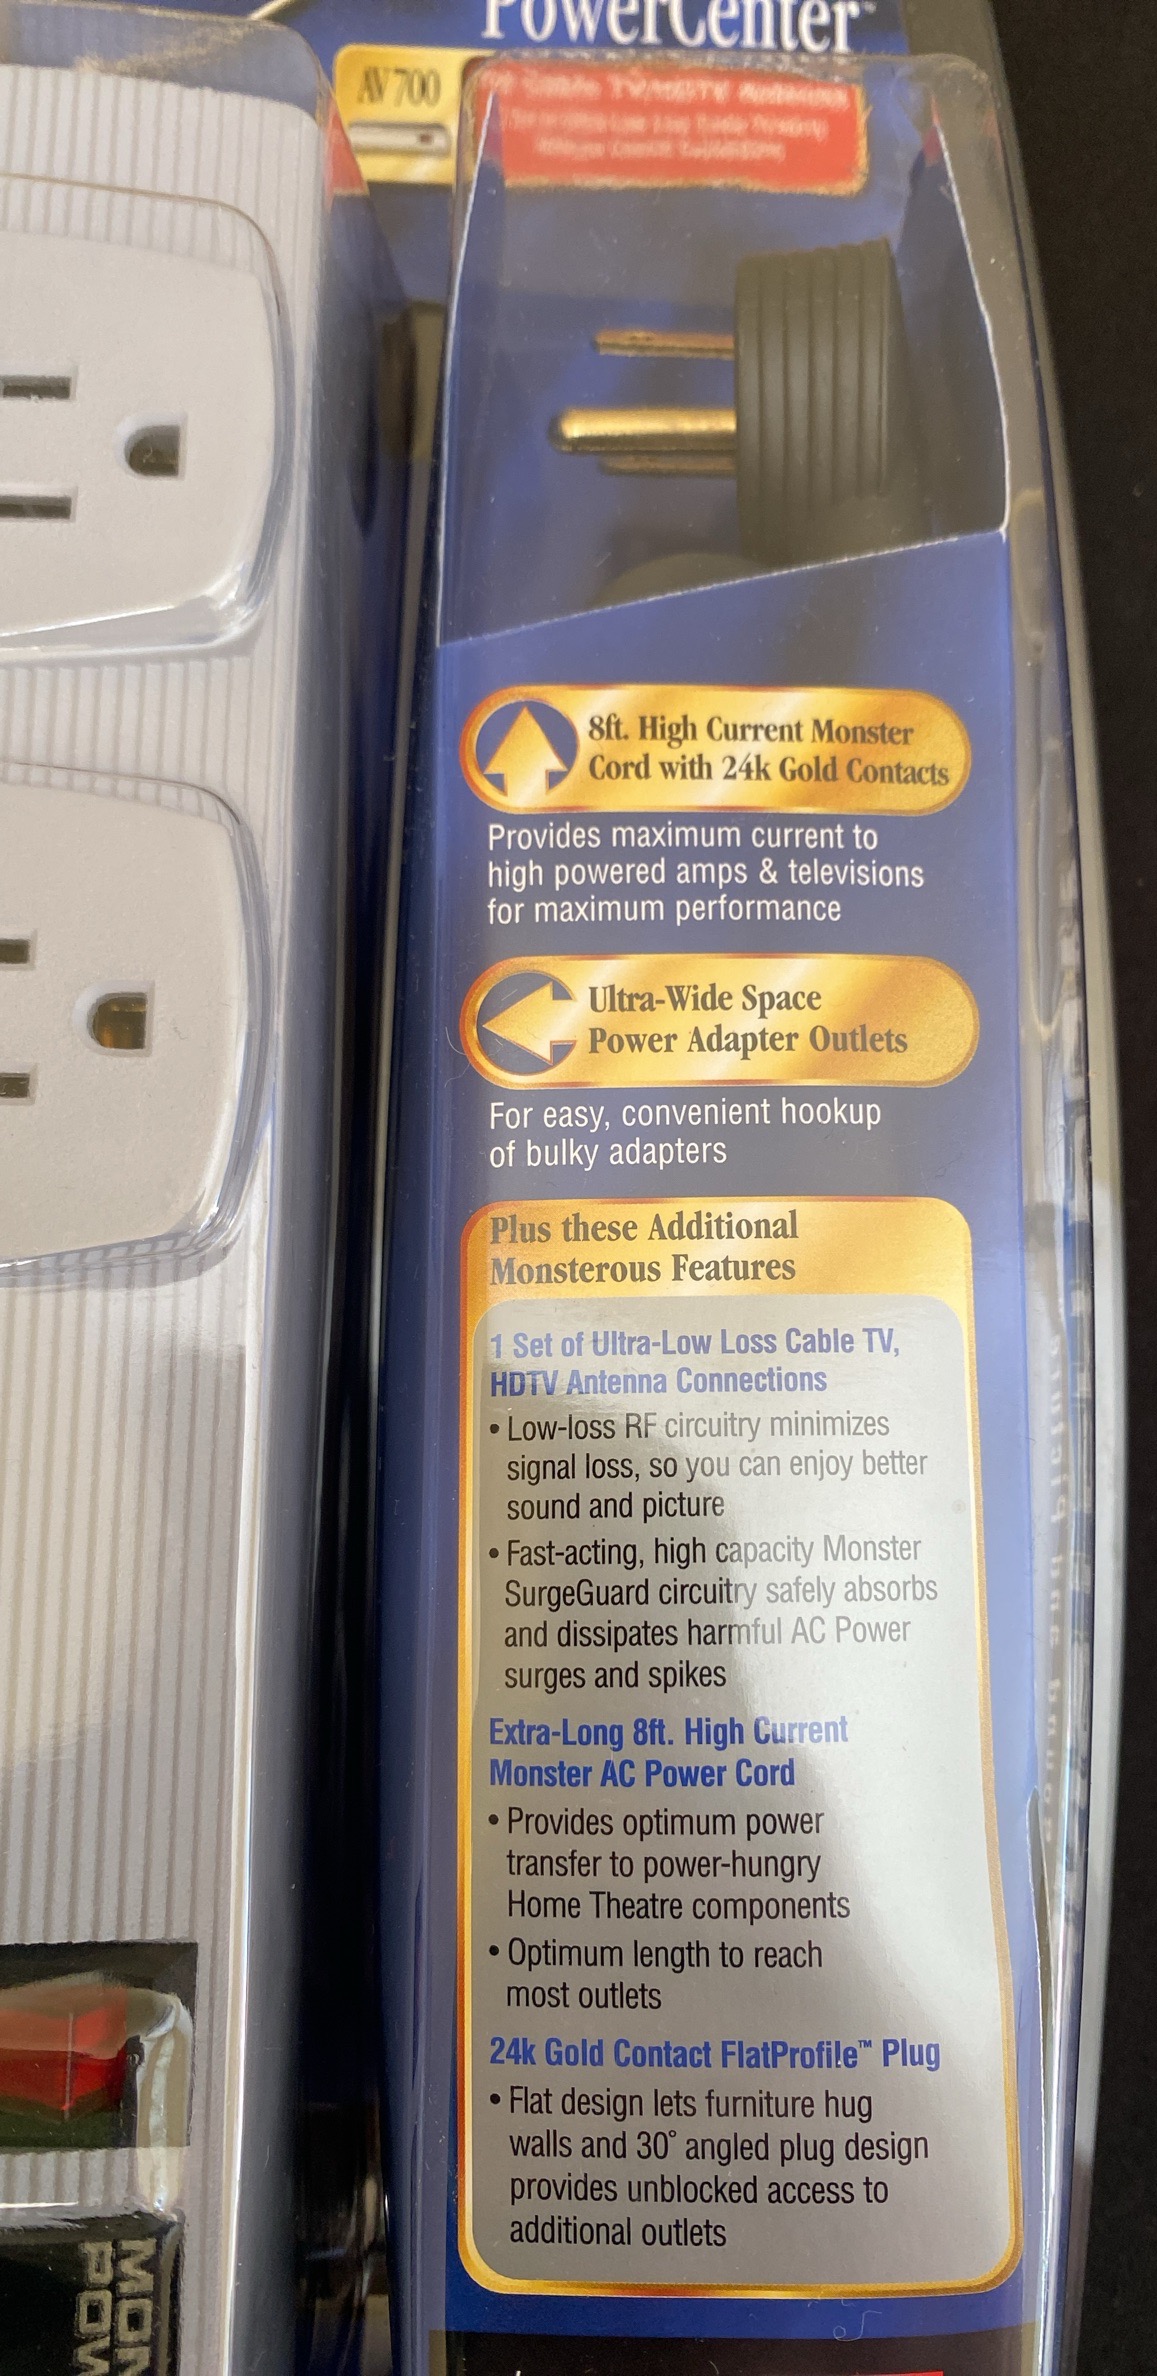 PowerCenter™
AV 700
8ft. High Current Monster
Cord with 24k Gold Contacts
Provides maximum current to
high powered amps & televisions
for maximum performance
Ultra-Wide Space
Power Adapter Outlets
For easy, convenient hookup
of bulky adapters
Plus these Additional
Monsterous Features
1 Set of Ultra-Low Loss Cable TV,
HDTV Antenna Connections
• Low-loss RF circuitry minimizes
signal loss, so you can enjoy better
sound and picture
• Fast-acting, high capacity Monster
SurgeGuard circuitry safely absorbs
and dissipates harmful AC Power
surges and spikes
Extra-Long 8ft. High Current
Monster AC Power Cord
• Provides optimum power
transfer to power-hungry
Home Theatre components
• Optimum length to reach
most outlets
24k Gold Contact FlatProfile™ Plug
• Flat design lets furniture hug
walls and 30° angled plug design
provides unblocked access to
additional outlets